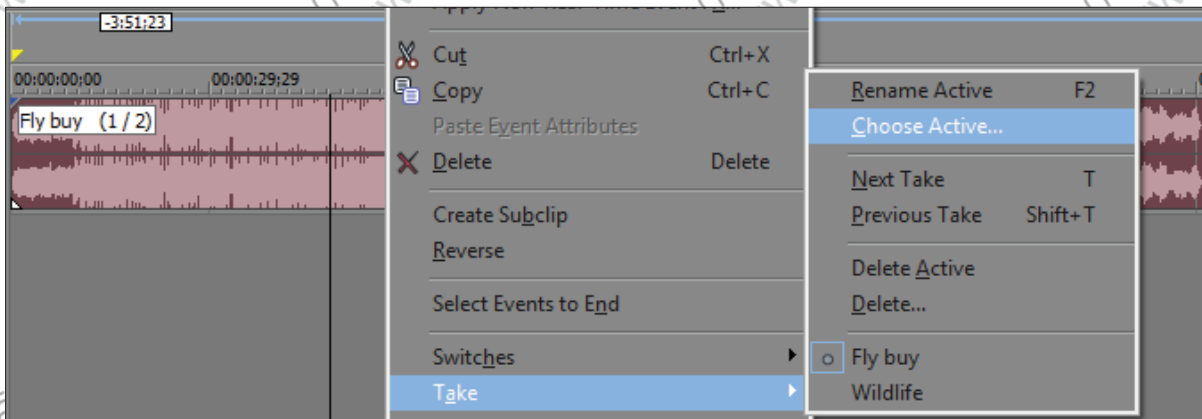 -3:51;23
00:00:00;00 00:00:29;29
Fly buy (1 / 2)
Cut Ctrl+X
Copy Ctrl+C
Paste Event Attributes
Delete Delete
Create Subclip
Reverse
Select Events to End
Switches
Take
Rename Active F2
Choose Active...
Next Take T
Previous Take Shift+T
Delete Active
Delete...
Fly buy
Wildlife